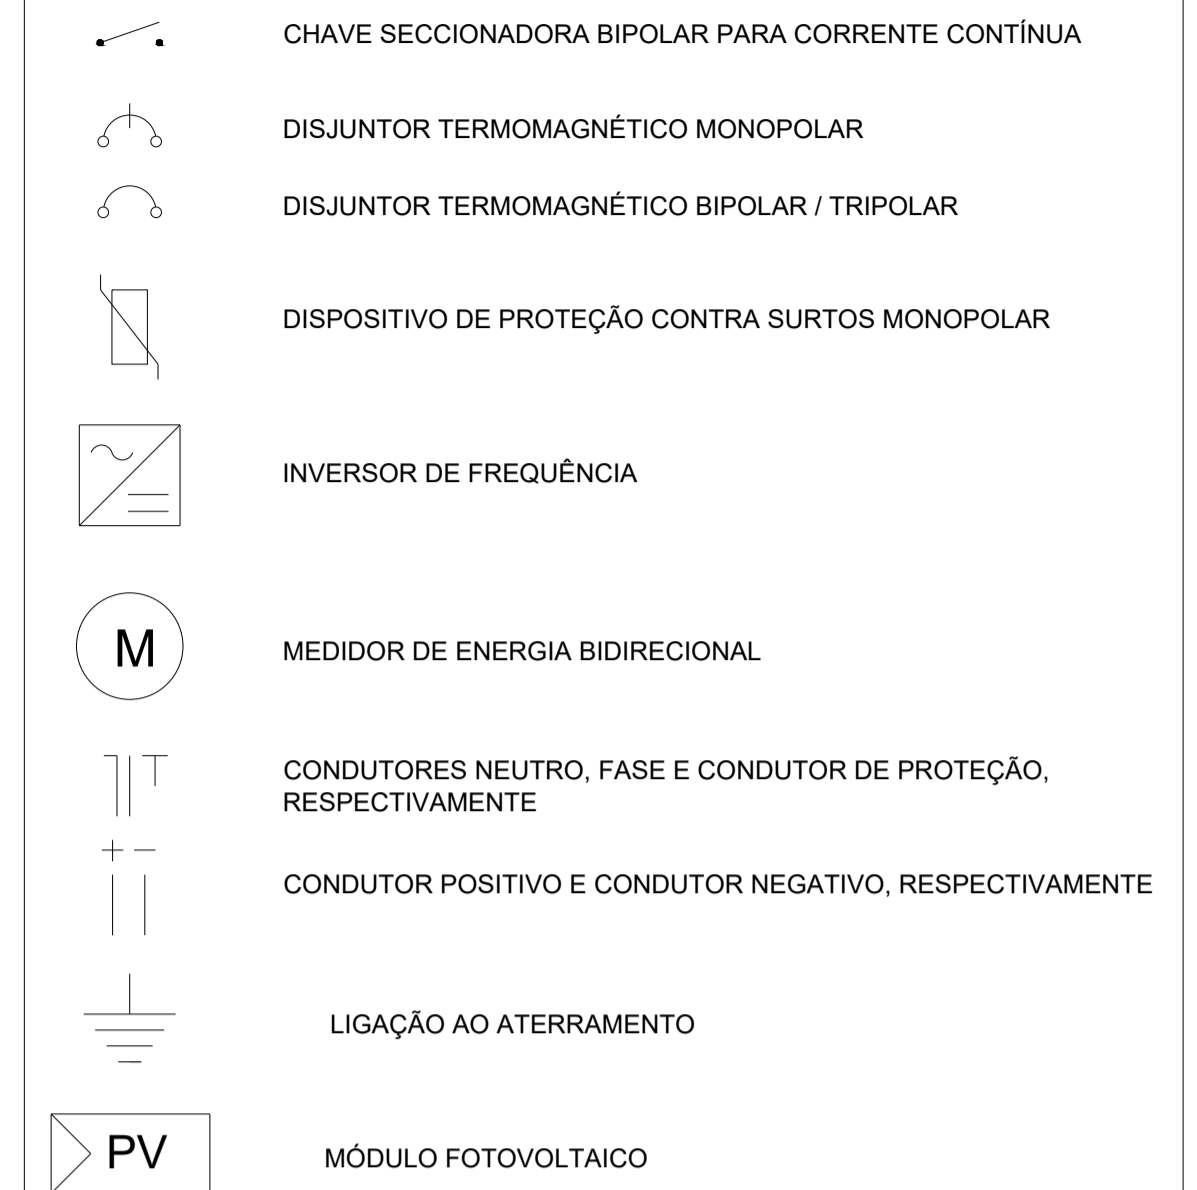 CHAVE SECCIONADORA BIPOLAR PARA CORRENTE CONTÍNUA
DISJUNTOR TERMOMAGNÉTICO MONOPOLAR
DISJUNTOR TERMOMAGNÉTICO BIPOLAR / TRIPOLAR
DISPOSITIVO DE PROTEÇÃO CONTRA SURTOS MONOPOLAR
INVERSOR DE FREQUÊNCIA
M
MEDIDOR DE ENERGIA BIDIRECIONAL
CONDUTORES NEUTRO, FASE E CONDUTOR DE PROTEÇÃO,
RESPECTIVAMENTE
+ −
CONDUTOR POSITIVO E CONDUTOR NEGATIVO, RESPECTIVAMENTE
LIGAÇÃO AO ATERRAMENTO
PV
MÓDULO FOTOVOLTAICO